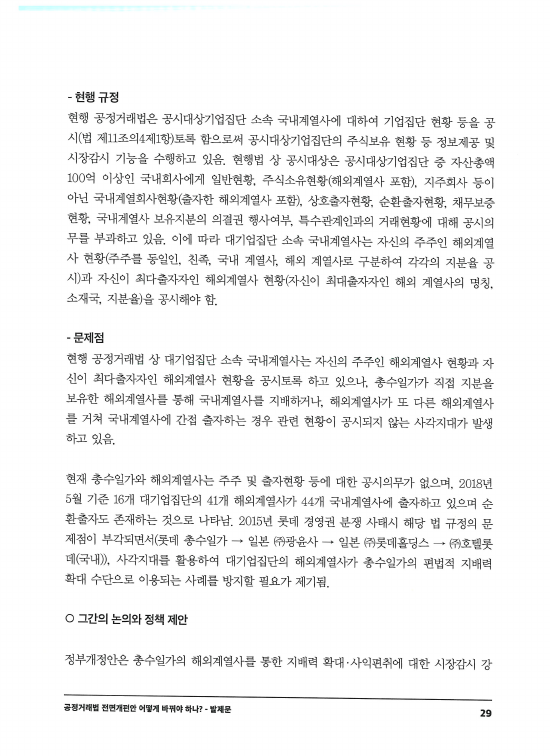 - 현행 규정
현행 공정거래법은 공시대상기업집단 소속 국내계열사에 대하여 기업집단 현황 등을 공
시(법 제11조의4제1항)토록 함으로써 공시대상기업집단의 주식보유 현황 등 정보제공 및
시장감시 기능을 수행하고 있음. 현행법 상 공시대상은 공시대상기업집단 중 자산총액
100억 이상인 국내회사에게 일반현황, 주식소유현황(해외계열사 포함), 지주회사 등이
아닌 국내계열회사현황(출자한 해외계열사 포함), 상호출자현황, 순환출자현황, 채무보증
현황, 국내계열사 보유지분의 의결권 행사여부, 특수관계인과의 거래현황에 대해 공시의
무를 부과하고 있음. 이에 따라 대기업집단 소속 국내계열사는 자신의 주주인 해외계열
사 현황(주주를 동일인, 친족, 국내 계열사, 해외 계열사로 구분하여 각각의 지분율 공
시)과 자신이 최다출자자인 해외계열사 현황(자신이 최대출자자인 해외 계열사의 명칭,
소재국, 지분율)을 공시해야 함.
- 문제점
현행 공정거래법 상 대기업집단 소속 국내계열사는 자신의 주주인 해외계열사 현황과 자
신이 최다출자자인 해외계열사 현황을 공시토록 하고 있으나, 총수일가가 직접 지분을
보유한 해외계열사를 통해 국내계열사를 지배하거나, 해외계열사가 또 다른 해외계열사
를 거쳐 국내계열사에 간접 출자하는 경우 관련 현황이 공시되지 않는 사각지대가 발생
하고 있음.
현재 총수일가와 해외계열사는 주주 및 출자현황 등에 대한 공시의무가 없으며, 2018년
5월 기준 16개 대기업집단의 41개 해외계열사가 44개 국내계열사에 출자하고 있으며 순
환출자도 존재하는 것으로 나타남. 2015년 롯데 경영권 분쟁 사태시 해당 법 규정의 문
제점이 부각되면서(롯데 총수일가 → 일본 ㈜광윤사 → 일본 ㈜롯데홀딩스 → ㈜호텔롯
데(국내)), 사각지대를 활용하여 대기업집단의 해외계열사가 총수일가의 편법적 지배력
확대 수단으로 이용되는 사례를 방지할 필요가 제기됨.
○ 그간의 논의와 정책 제안
정부개정안은 총수일가의 해외계열사를 통한 지배력 확대·사익편취에 대한 시장감시 강
공정거래법 전면개편안 어떻게 바꿔야 하나? - 발제문
29